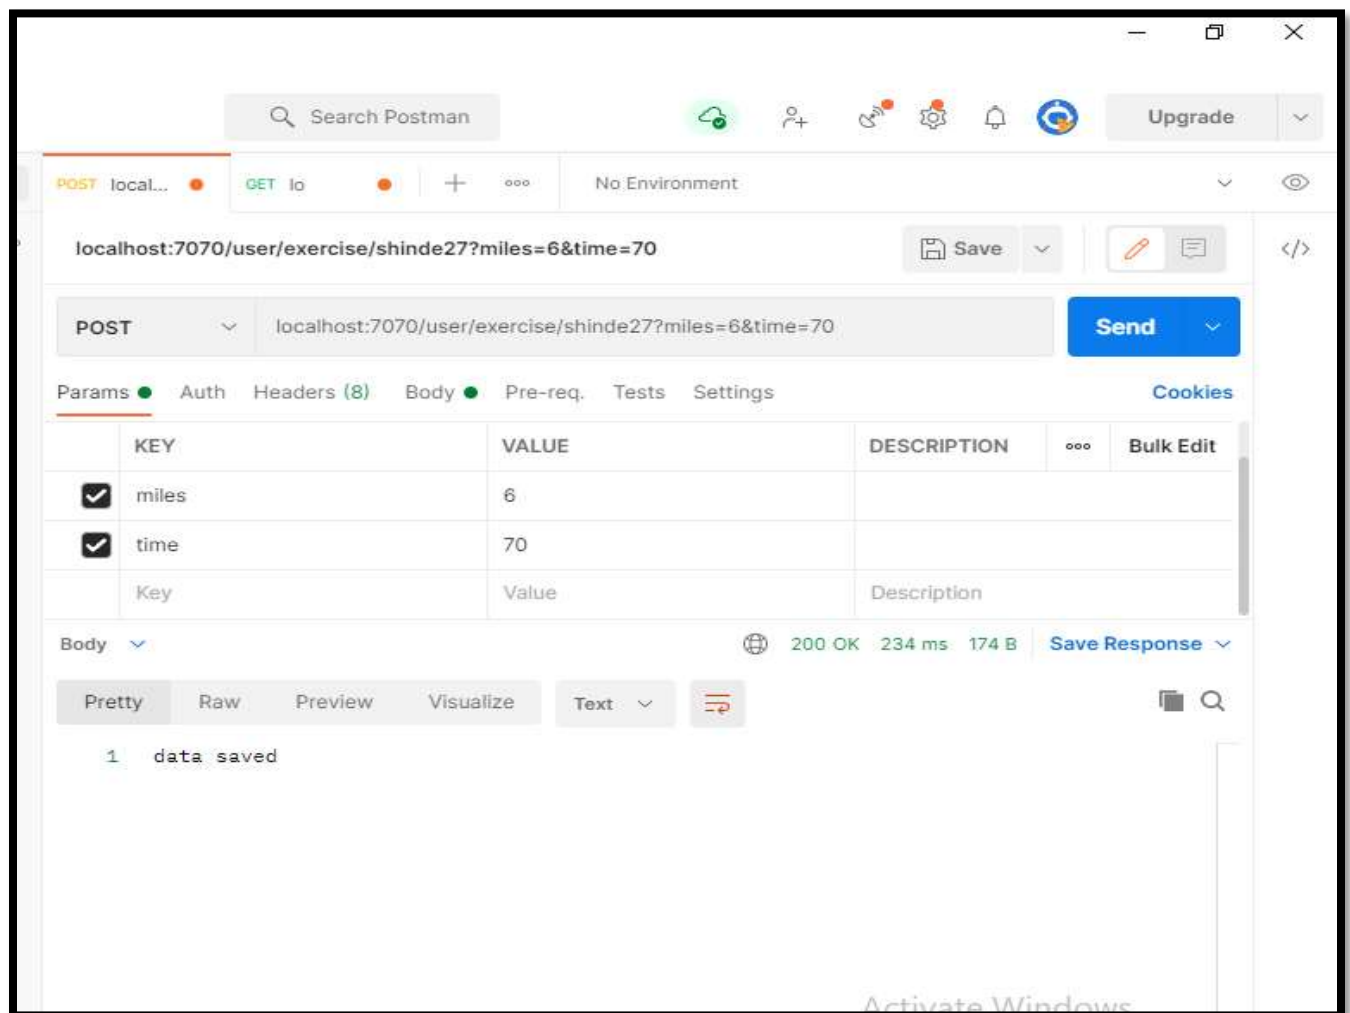 Search Postman
Upgrade
POST local... GET lo No Environment
localhost:7070/user/exercise/shinde27?miles=6&time=70 Save </>
POST localhost:7070/user/exercise/shinde27?miles=6&time=70 Send
Params Auth Headers (8) Body Pre-req. Tests Settings Cookies
KEY VALUE DESCRIPTION Bulk Edit
miles 6
time 70
Key Value Description
Body 200 OK 234 ms 174 B Save Response
Pretty Raw Preview Visualize Text
1 data saved
Activate Windows